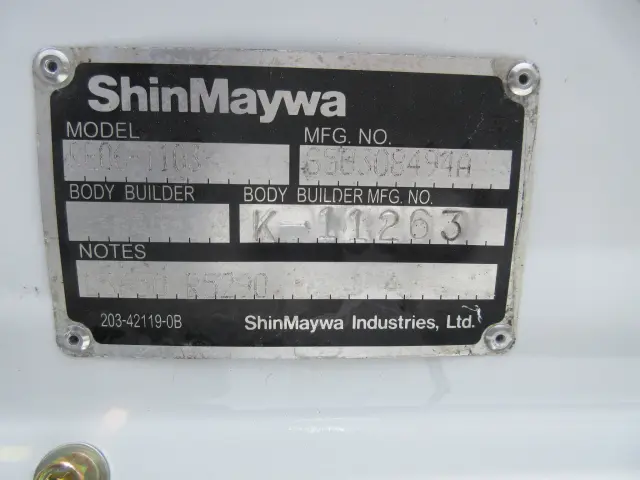 ShinMaywa
MODEL MFG. NO.
BODY BUILDER BODY BUILDER MFG. NO.
K-11263
NOTES
203-42119-0B ShinMaywa Industries, Ltd.